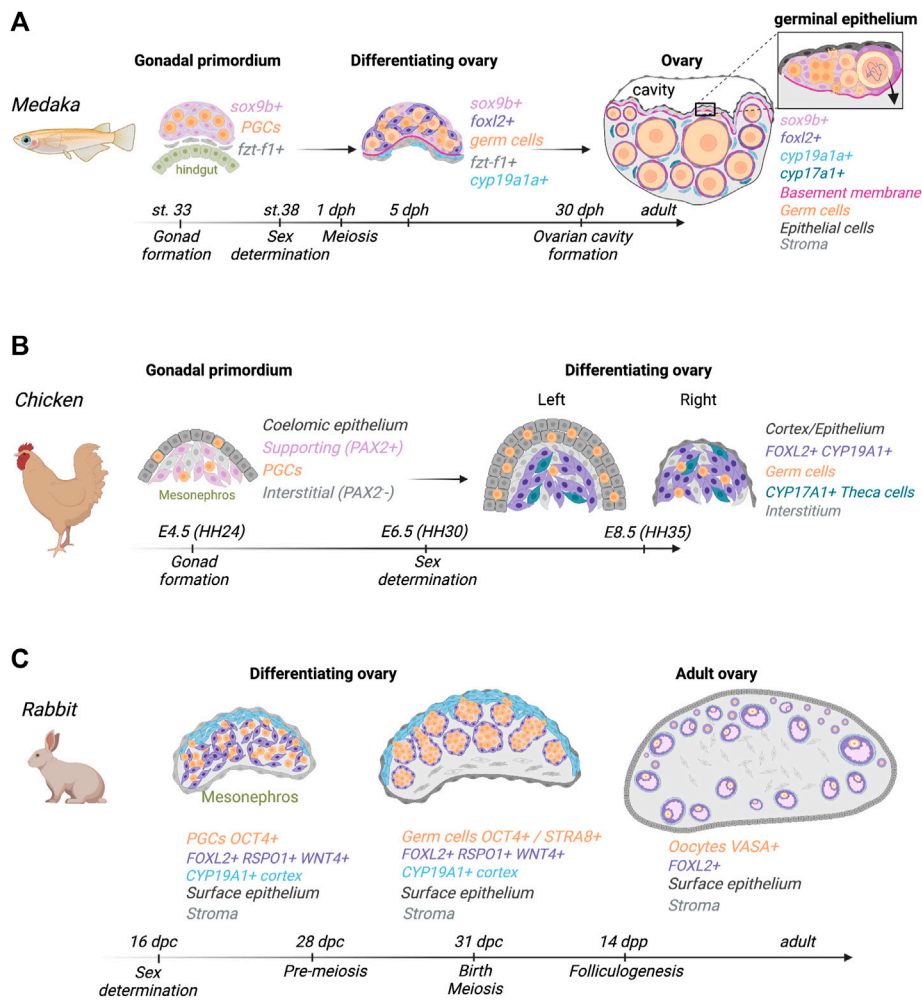 A
Gonadal primordium
Differentiating ovary
Ovary
germinal epithelium
Medaka
sox9b+
PGCs
fzt-f1+
hindgut
sox9b+
foxl2+
germ cells
fzt-f1+
cyp19a1a+
cavity
sox9b+
foxl2+
cyp19a1a+
cyp17a1+
Basement membrane
Germ cells
Epithelial cells
Stroma
st. 33
st.38
1 dph
5 dph
30 dph
adult
Gonad
formation
Sex
determination
Meiosis
Ovarian cavity
formation
B
Gonadal primordium
Differentiating ovary
Chicken
Left
Right
Coelomic epithelium
Supporting (PAX2+)
PGCs
Interstitial (PAX2-)
Mesonephros
Cortex/Epithelium
FOXL2+ CYP19A1+
Germ cells
CYP17A1+ Theca cells
Interstitium
E4.5 (HH24)
E6.5 (HH30)
E8.5 (HH35)
Gonad
formation
Sex
determination
C
Differentiating ovary
Adult ovary
Rabbit
Mesonephros
PGCs OCT4+
FOXL2+ RSPO1+ WNT4+
CYP19A1+ cortex
Surface epithelium
Stroma
Germ cells OCT4+ / STRA8+
FOXL2+ RSPO1+ WNT4+
CYP19A1+ cortex
Surface epithelium
Stroma
Oocytes VASA+
FOXL2+
Surface epithelium
Stroma
16 dpc
28 dpc
31 dpc
14 dpp
adult
Sex
determination
Pre-meiosis
Birth
Meiosis
Folliculogenesis